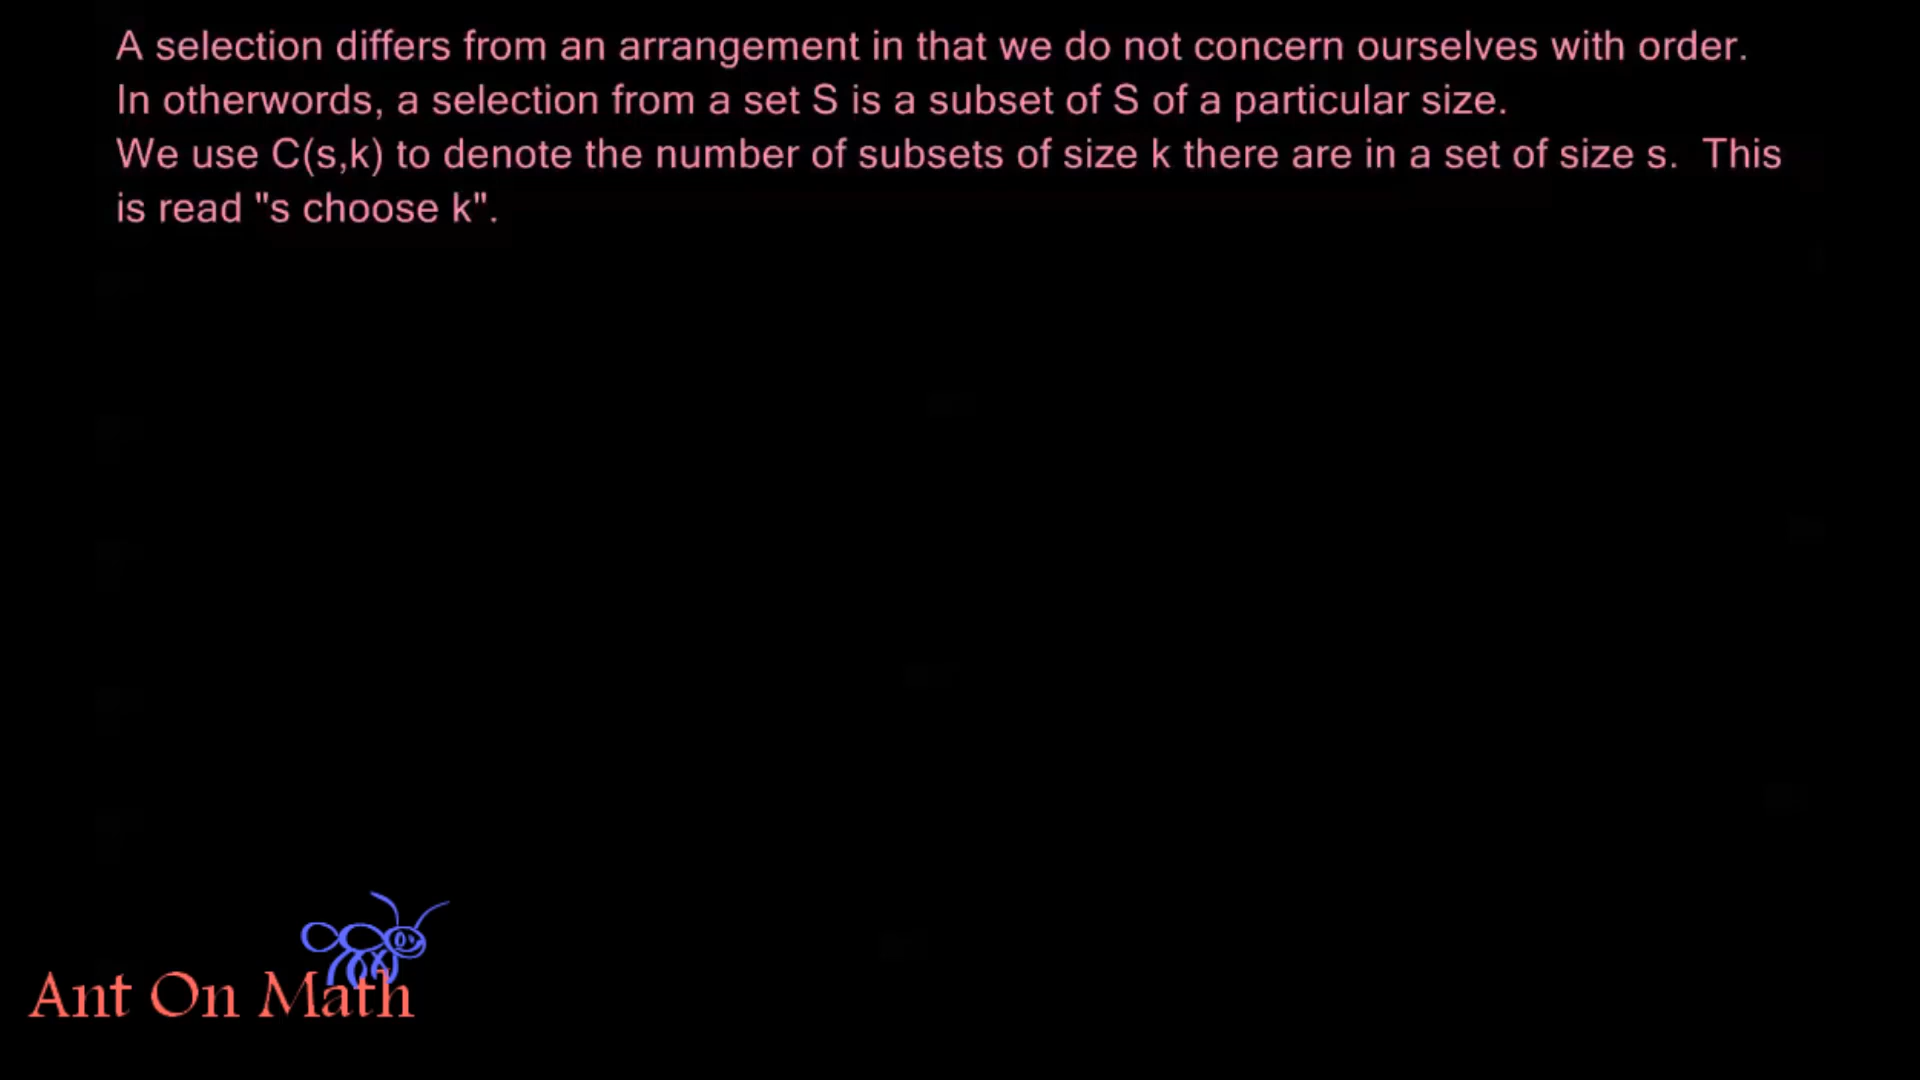 A selection differs from an arrangement in that we do not concern ourselves with order.
In otherwords, a selection from a set S is a subset of S of a particular size.
We use C(s,k) to denote the number of subsets of size k there are in a set of size s.  This
is read "s choose k".
Ant On Math